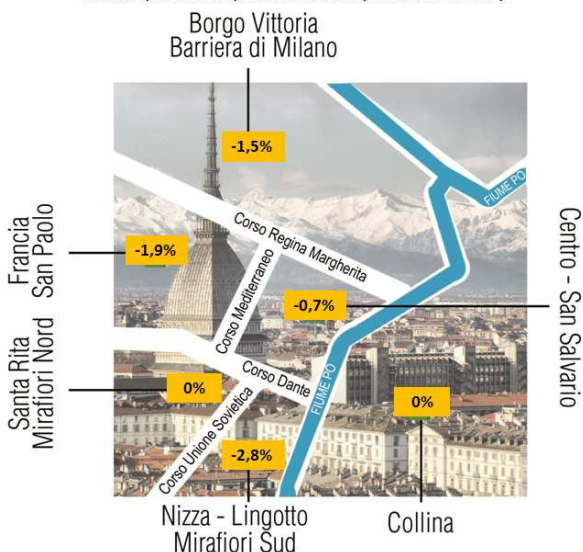 Borgo Vittoria
Barriera di Milano
-1,5%
FIUME PO
Francia
San Paolo
-1,9%
Corso Regina Margherita
Corso Mediterraneo
-0,7%
Centro - San Salvario
Santa Rita
Mirafiori Nord
0%
Corso Dante
FIUME PO
0%
Corso Unione Sovietica
-2,8%
Nizza - Lingotto
Mirafiori Sud
Collina